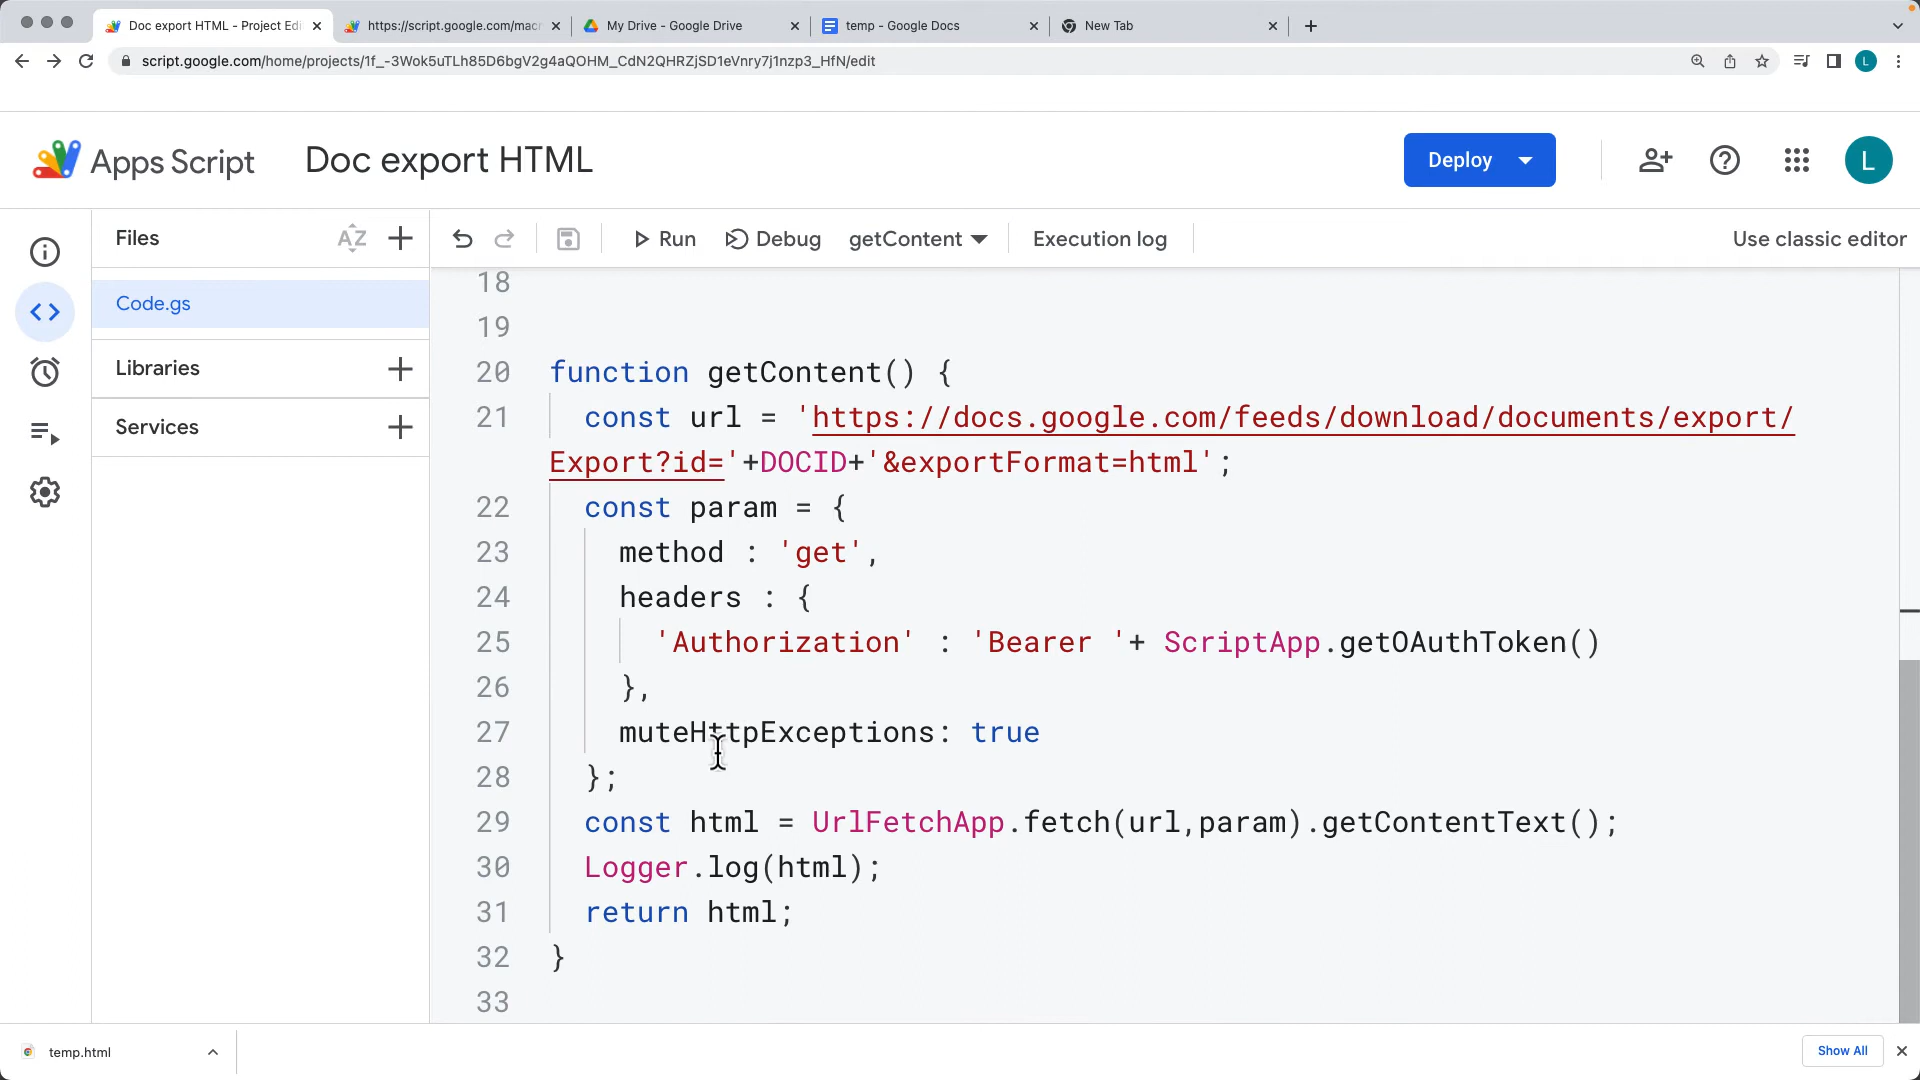 Doc export HTML - Project Edi
https://script.google.com/macr
My Drive - Google Drive
temp - Google Docs
New Tab
script.google.com/home/projects/1f_-3Wok5uTLh85D6bgV2g4aQOHM_CdN2QHRZjSD1eVnry7j1nzp3_HfN/edit
L
Apps Script
Doc export HTML
Deploy
L
Files
AZ
Run
Debug
getContent
Execution log
Use classic editor
Code.gs
Libraries
Services
18
19
20 function getContent() {
21 const url = 'https://docs.google.com/feeds/download/documents/export/
Export?id='+DOCID+'&exportFormat=html';
22 const param = {
23 method : 'get',
24 headers : {
25 'Authorization' : 'Bearer '+ ScriptApp.getOAuthToken()
26 },
27 muteHttpExceptions: true
28 };
29 const html = UrlFetchApp.fetch(url,param).getContentText();
30 Logger.log(html);
31 return html;
32 }
33
temp.html
Show All